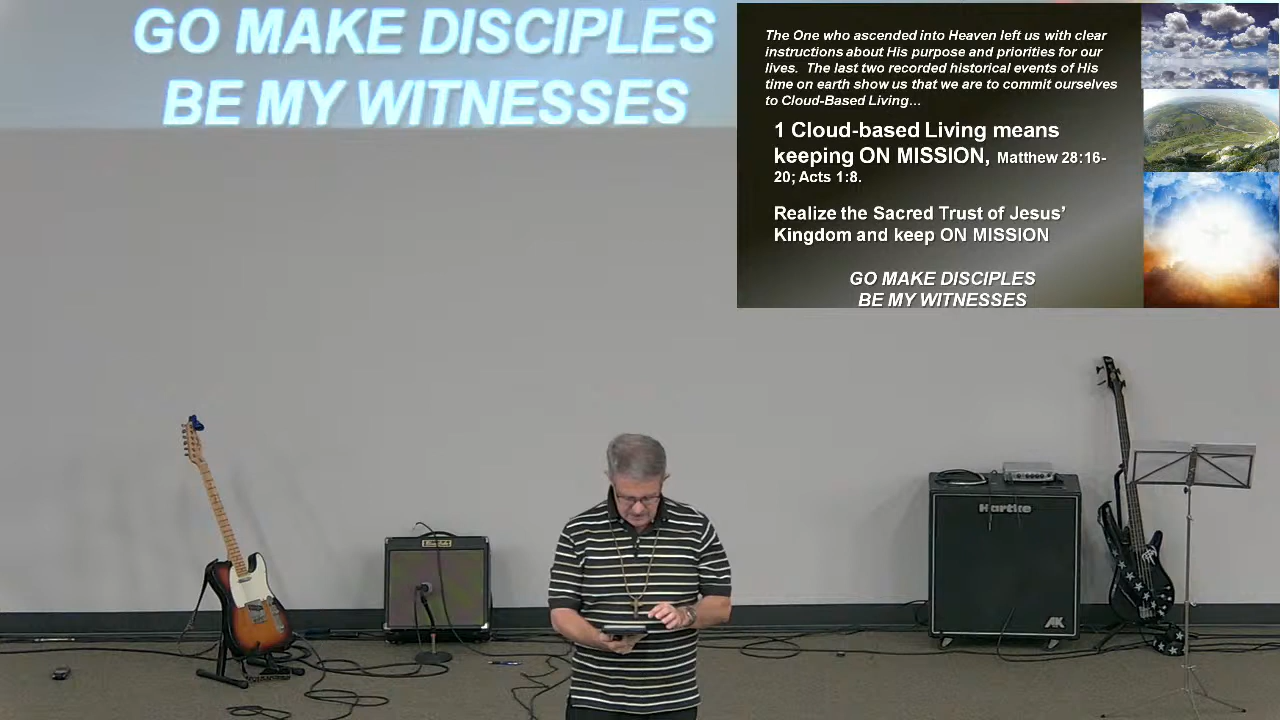 GO MAKE DISCIPLES
BE MY WITNESSES
The One who ascended into Heaven left us with clear
instructions about His purpose and priorities for our
lives. The last two recorded historical events of His
time on earth show us that we are to commit ourselves
to Cloud-Based Living…
1 Cloud-based Living means
keeping ON MISSION, Matthew 28:16-
20; Acts 1:8.
Realize the Sacred Trust of Jesus’
Kingdom and keep ON MISSION
GO MAKE DISCIPLES
BE MY WITNESSES
Hartke
AK